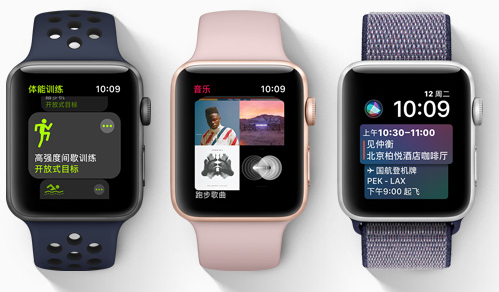 体能训练 10:09
开放式目标
高强度间歇训练
开放式目标
音乐 10:09
跑步歌曲
12 周二
10:09
上午10:30–11:00
见仲衡
北京柏悦酒店咖啡厅
国航登机牌
PEK - LAX
下午9:00 起飞